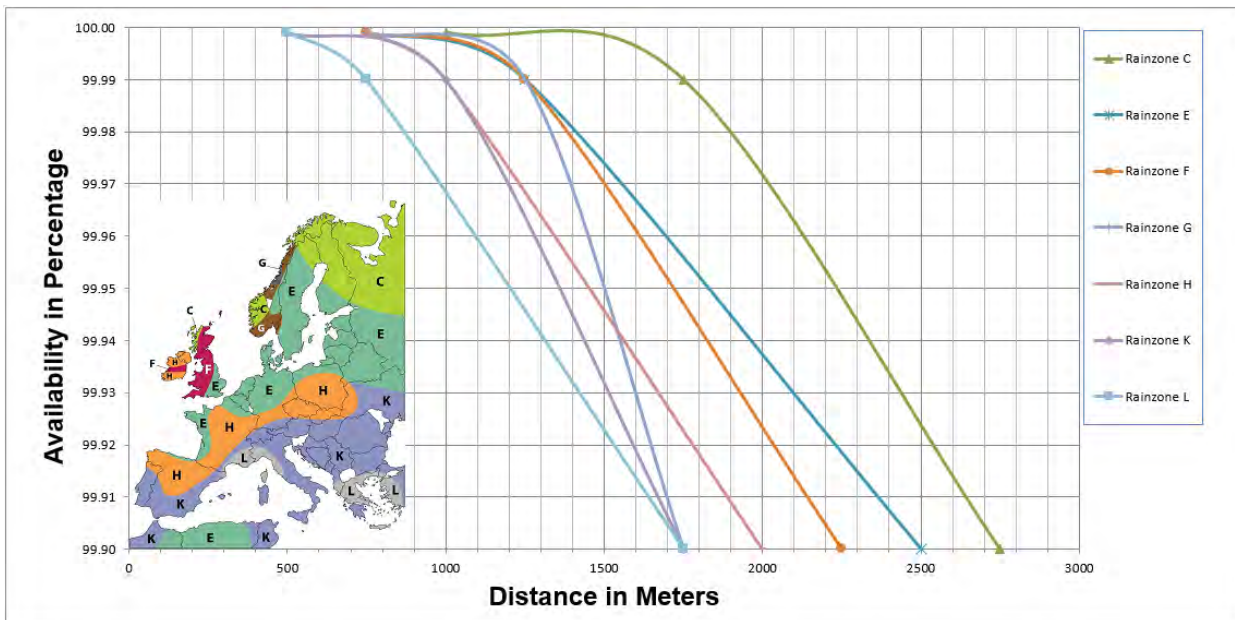 Availability in Percentage
100.00
99.99
99.98
99.97
99.96
99.95
99.94
99.93
99.92
99.91
99.90
0
500
1000
1500
2000
2500
3000
Distance in Meters
G
E
C
C
C
G
E
F
H
F
H
E
E
H
K
E
H
L
K
H
K
L
L
K
E
K
Rainzone C
Rainzone E
Rainzone F
Rainzone G
Rainzone H
Rainzone K
Rainzone L